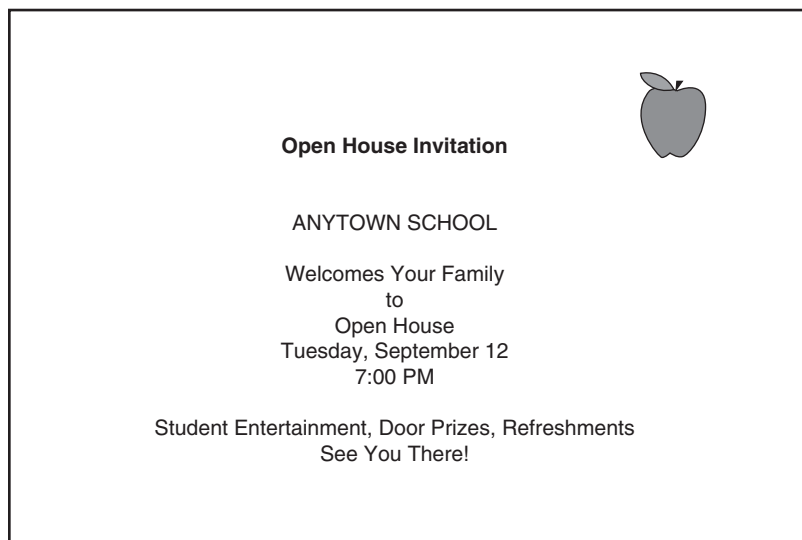 Open House Invitation
ANYTOWN SCHOOL
Welcomes Your Family
to
Open House
Tuesday, September 12
7:00 PM
Student Entertainment, Door Prizes, Refreshments
See You There!